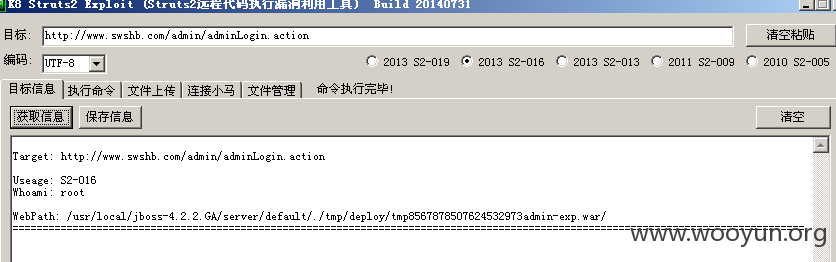 K8 Struts2 Exploit (Struts2远程代码执行漏洞利用工具) Build 20140731
目标: http://www.swshb.com/admin/adminLogin.action 清空粘贴
编码: UTF-8 2013 S2-019 2013 S2-016 2013 S2-013 2011 S2-009 2010 S2-005
目标信息 执行命令 文件上传 连接小马 文件管理 命令执行完毕!
获取信息 保存信息 清空
Target: http://www.swshb.com/admin/adminLogin.action
Useage: S2-016
Whoami: root
WebPath: /usr/local/jboss-4.2.2.GA/server/default/./tmp/deploy/tmp8567878507624532973admin-exp.war/
================================================================================
www.wooyun.org